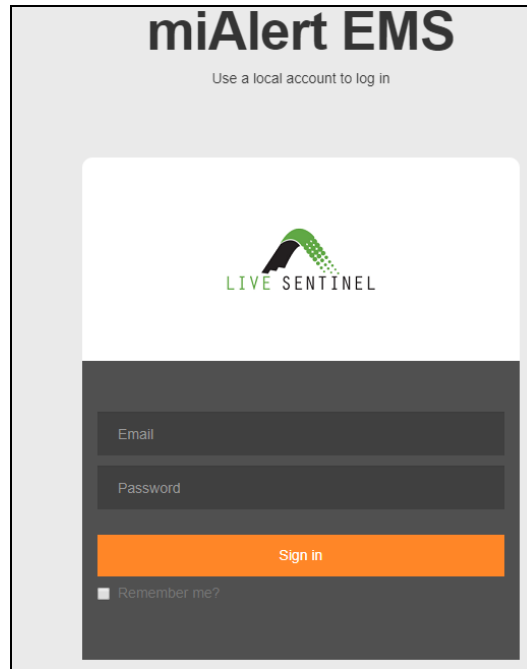 miAlert EMS
Use a local account to log in
LIVE SENTINEL
Email
Password
Sign in
Remember me?